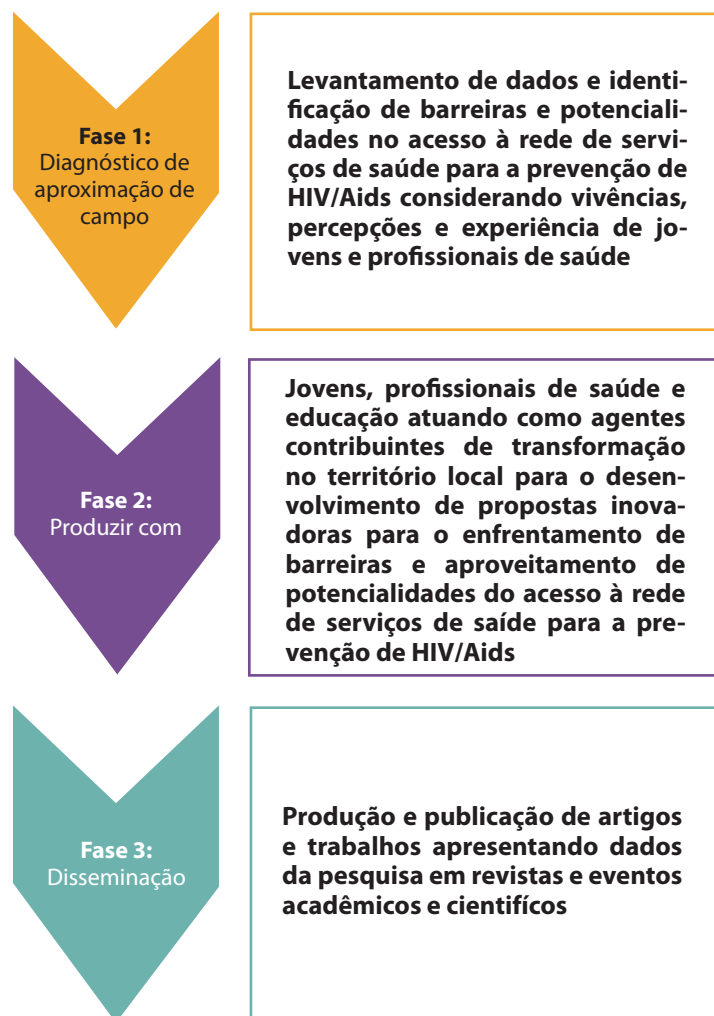 Fase 1:
Diagnóstico de
aproximação de
campo
Levantamento de dados e identi-
ficação de barreiras e potenciali-
dades no acesso à rede de servi-
ços de saúde para a prevenção de
HIV/Aids considerando vivências,
percepções e experiência de jo-
vens e profissionais de saúde
Fase 2:
Produzir com
Jovens, profissionais de saúde e
educação atuando como agentes
contribuintes de transformação
no território local para o desen-
volvimento de propostas inova-
doras para o enfrentamento de
barreiras e aproveitamento de
potencialidades do acesso à rede
de serviços de saíde para a pre-
venção de HIV/Aids
Fase 3:
Disseminação
Produção e publicação de artigos
e trabalhos apresentando dados
da pesquisa em revistas e eventos
acadêmicos e cientifícos